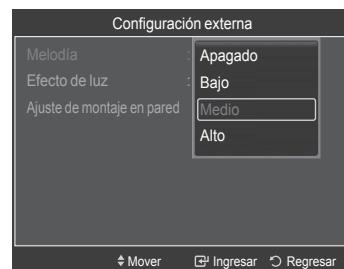 Configuración externa
Melodía : Apagado
Efecto de luz : Bajo
Ajuste de montaje en pared Medio
Alto
Mover Ingresar Regresar